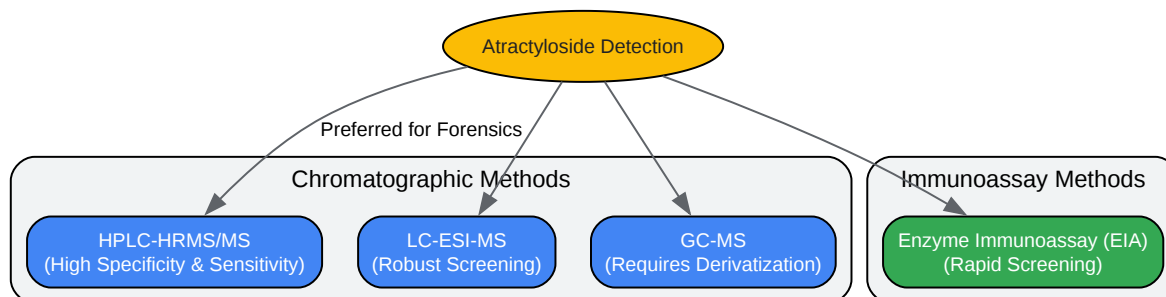 Atractyloside Detection
Preferred for Forensics
Chromatographic Methods
Immunoassay Methods
HPLC-HRMS/MS
(High Specificity & Sensitivity)
LC-ESI-MS
(Robust Screening)
GC-MS
(Requires Derivatization)
Enzyme Immunoassay (EIA)
(Rapid Screening)